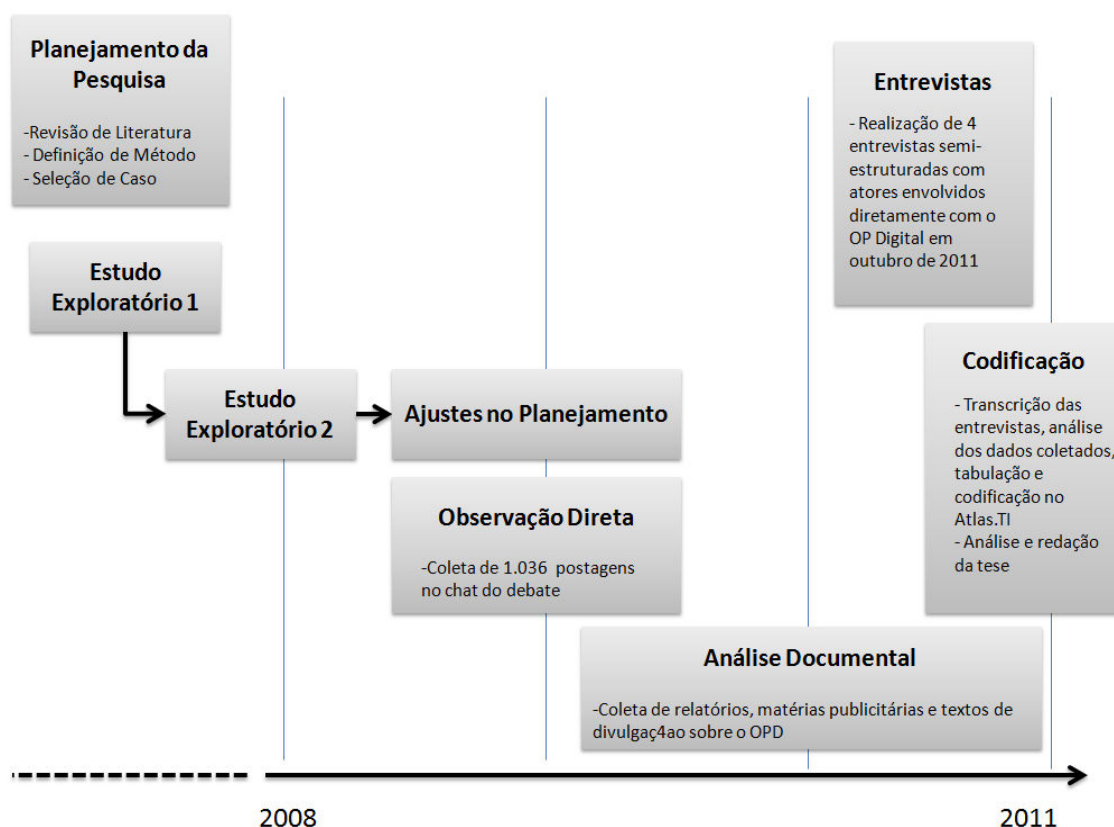 Planejamento da
Pesquisa
-Revisão de Literatura
- Definição de Método
- Seleção de Caso
Estudo
Exploratório 1
Estudo
Exploratório 2
Ajustes no Planejamento
Observação Direta
-Coleta de 1.036 postagens
no chat do debate
Entrevistas
- Realização de 4
entrevistas semi-
estruturadas com
atores envolvidos
diretamente com o
OP Digital em
outubro de 2011
Codificação
- Transcrição das
entrevistas, análise
dos dados coletados,
tabulação e
codificação no
Atlas.TI
- Análise e redação
da tese
Análise Documental
-Coleta de relatórios, matérias publicitárias e textos de
divulgaç4ao sobre o OPD
2008
2011